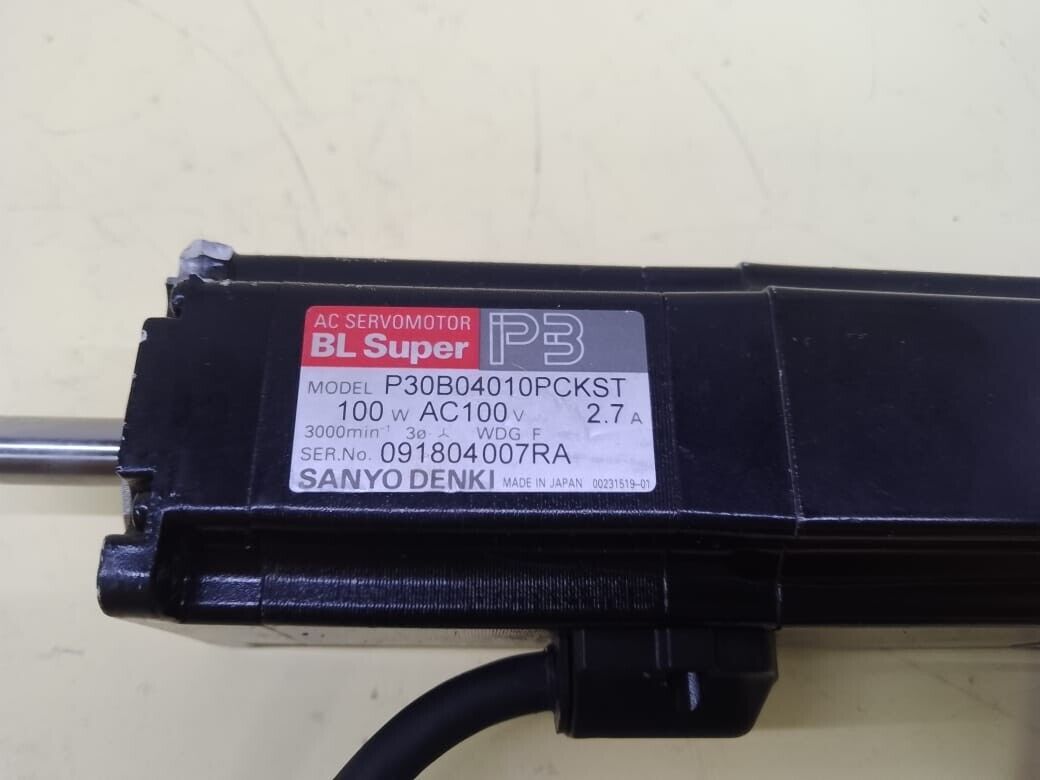 AC SERVOMOTOR
BL Super P3
MODEL P30B04010PCKST
100 W AC100 V 2.7 A
3000min⁻¹ 3ø 人 WDG F
SER.No. 091804007RA
SANYO DENKI MADE IN JAPAN 00231519-01